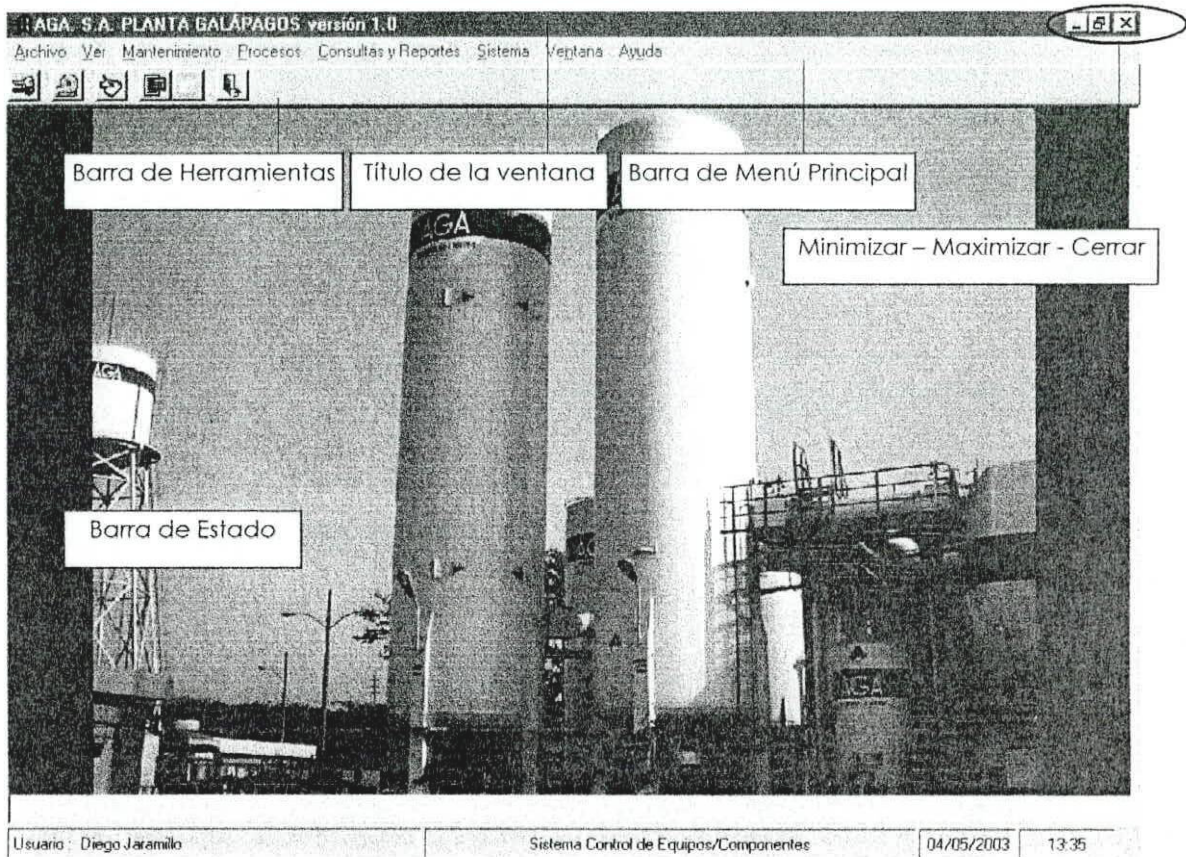 AGA. S.A. PLANTA GALÁPAGOS versión 1.0
Archivo Ver Mantenimiento Procesos Consultas y Reportes Sistema Ventana Ayuda
Barra de Herramientas
Título de la ventana
Barra de Menú Principal
Minimizar – Maximizar - Cerrar
AGA
AGA
Barra de Estado
AGA
Usuario : Diego Jaramillo
Sistema Control de Equipos/Componentes
04/05/2003
13:35